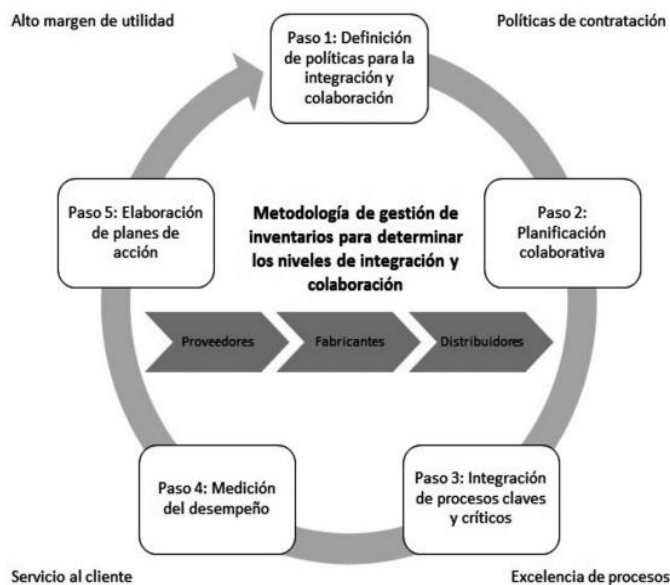 Alto margen de utilidad
Políticas de contratación
Paso 1: Definición
de políticas para la
integración y
colaboración
Paso 5: Elaboración
de planes de
acción
Metodología de gestión de
inventarios para determinar
los niveles de integración y
colaboración
Paso 2:
Planificación
colaborativa
Proveedores
Fabricantes
Distribuidores
Paso 4: Medición
del desempeño
Paso 3: Integración
de procesos claves
y críticos
Servicio al cliente
Excelencia de procesos